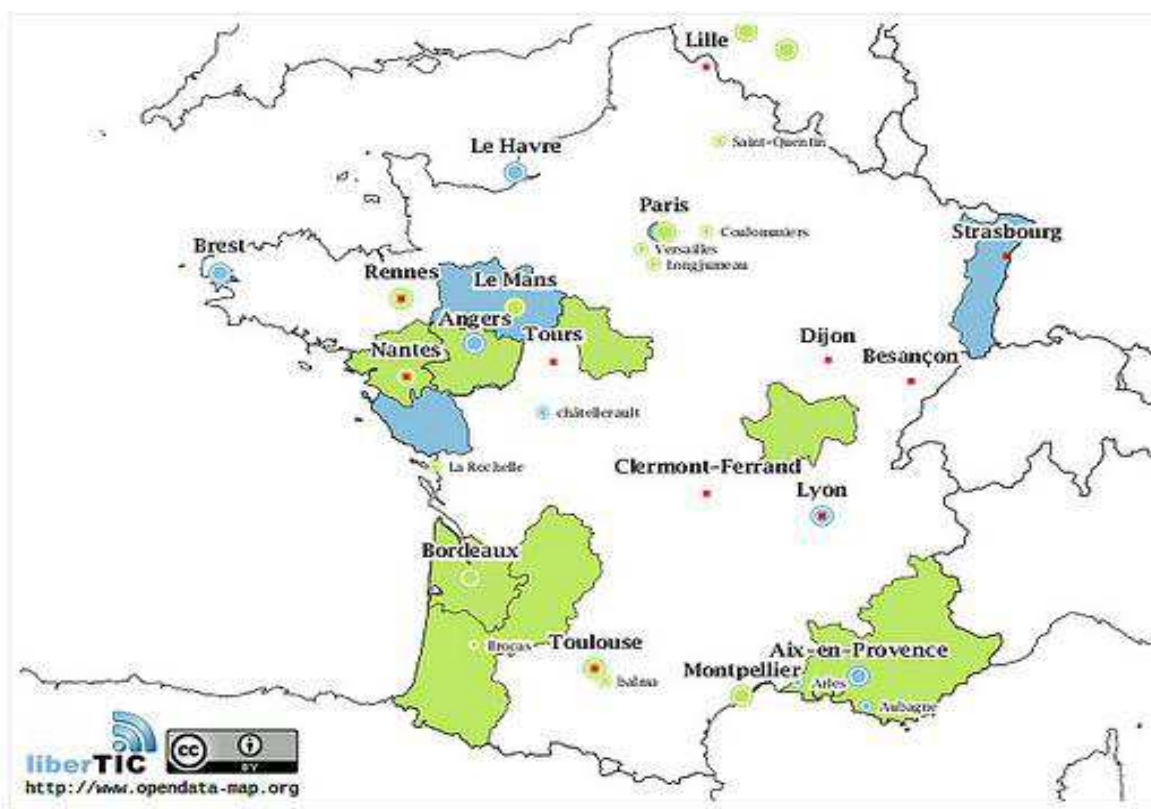 Lille
Saint-Quentin
Le Havre
Paris
Coulommiers
Versailles
Longjumeau
Strasbourg
Brest
Rennes
Le Mans
Angers
Tours
Nantes
Dijon
Besançon
châtellerault
La Rochelle
Clermont-Ferrand
Lyon
Bordeaux
Brocas
Toulouse
balma
Aix-en-Provence
Montpellier
Arles
Aubagne
liberTIC
cc
BY
http://www.opendata-map.org